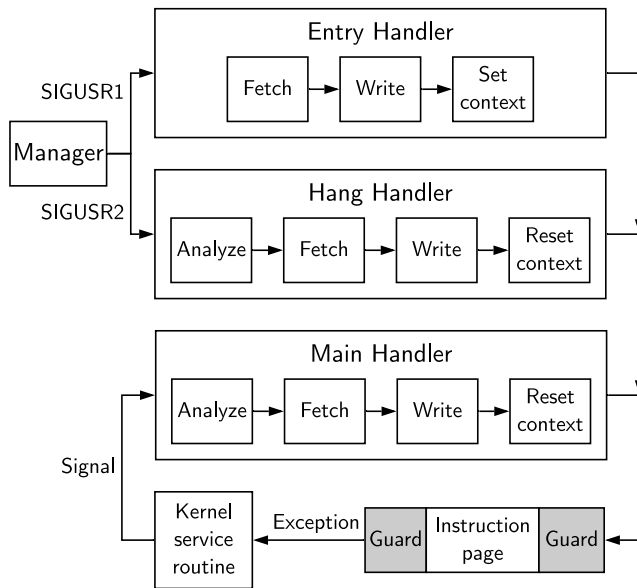 Entry Handler
Fetch
Write
Set
context
SIGUSR1
Manager
SIGUSR2
Hang Handler
Analyze
Fetch
Write
Reset
context
Main Handler
Analyze
Fetch
Write
Reset
context
Signal
Kernel
service
routine
Exception
Guard
Instruction
page
Guard